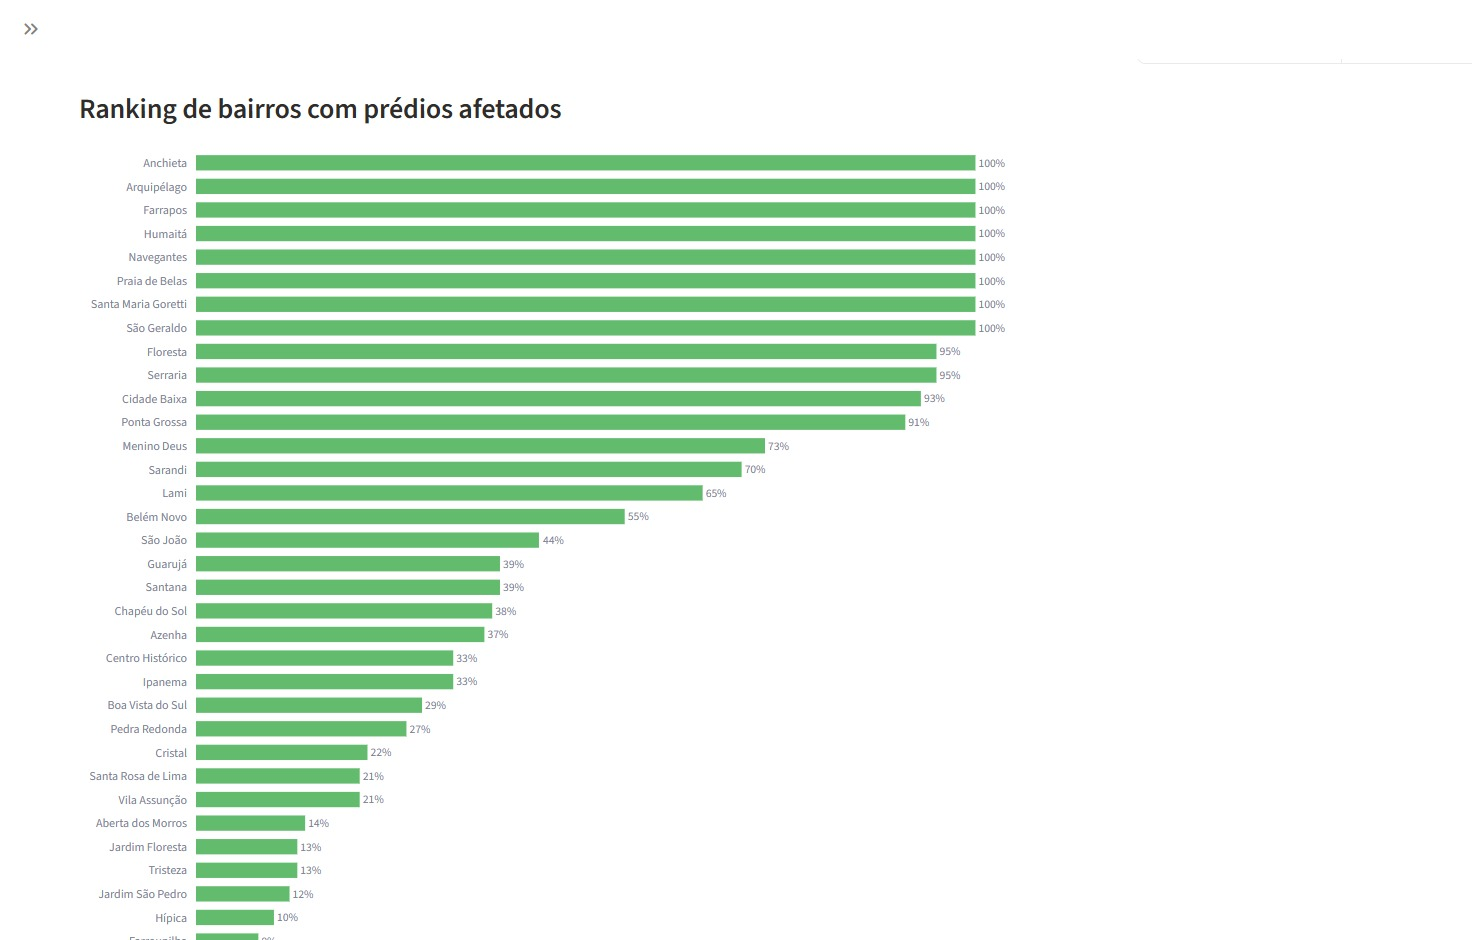 Ranking de bairros com prédios afetados
Anchieta 100%
Arquipélago 100%
Farrapos 100%
Humaitá 100%
Navegantes 100%
Praia de Belas 100%
Santa Maria Goretti 100%
São Geraldo 100%
Floresta 95%
Serraria 95%
Cidade Baixa 93%
Ponta Grossa 91%
Menino Deus 73%
Sarandi 70%
Lami 65%
Belém Novo 55%
São João 44%
Guarujá 39%
Santana 39%
Chapéu do Sol 38%
Azenha 37%
Centro Histórico 33%
Ipanema 33%
Boa Vista do Sul 29%
Pedra Redonda 27%
Cristal 22%
Santa Rosa de Lima 21%
Vila Assunção 21%
Aberta dos Morros 14%
Jardim Floresta 13%
Tristeza 13%
Jardim São Pedro 12%
Hípica 10%